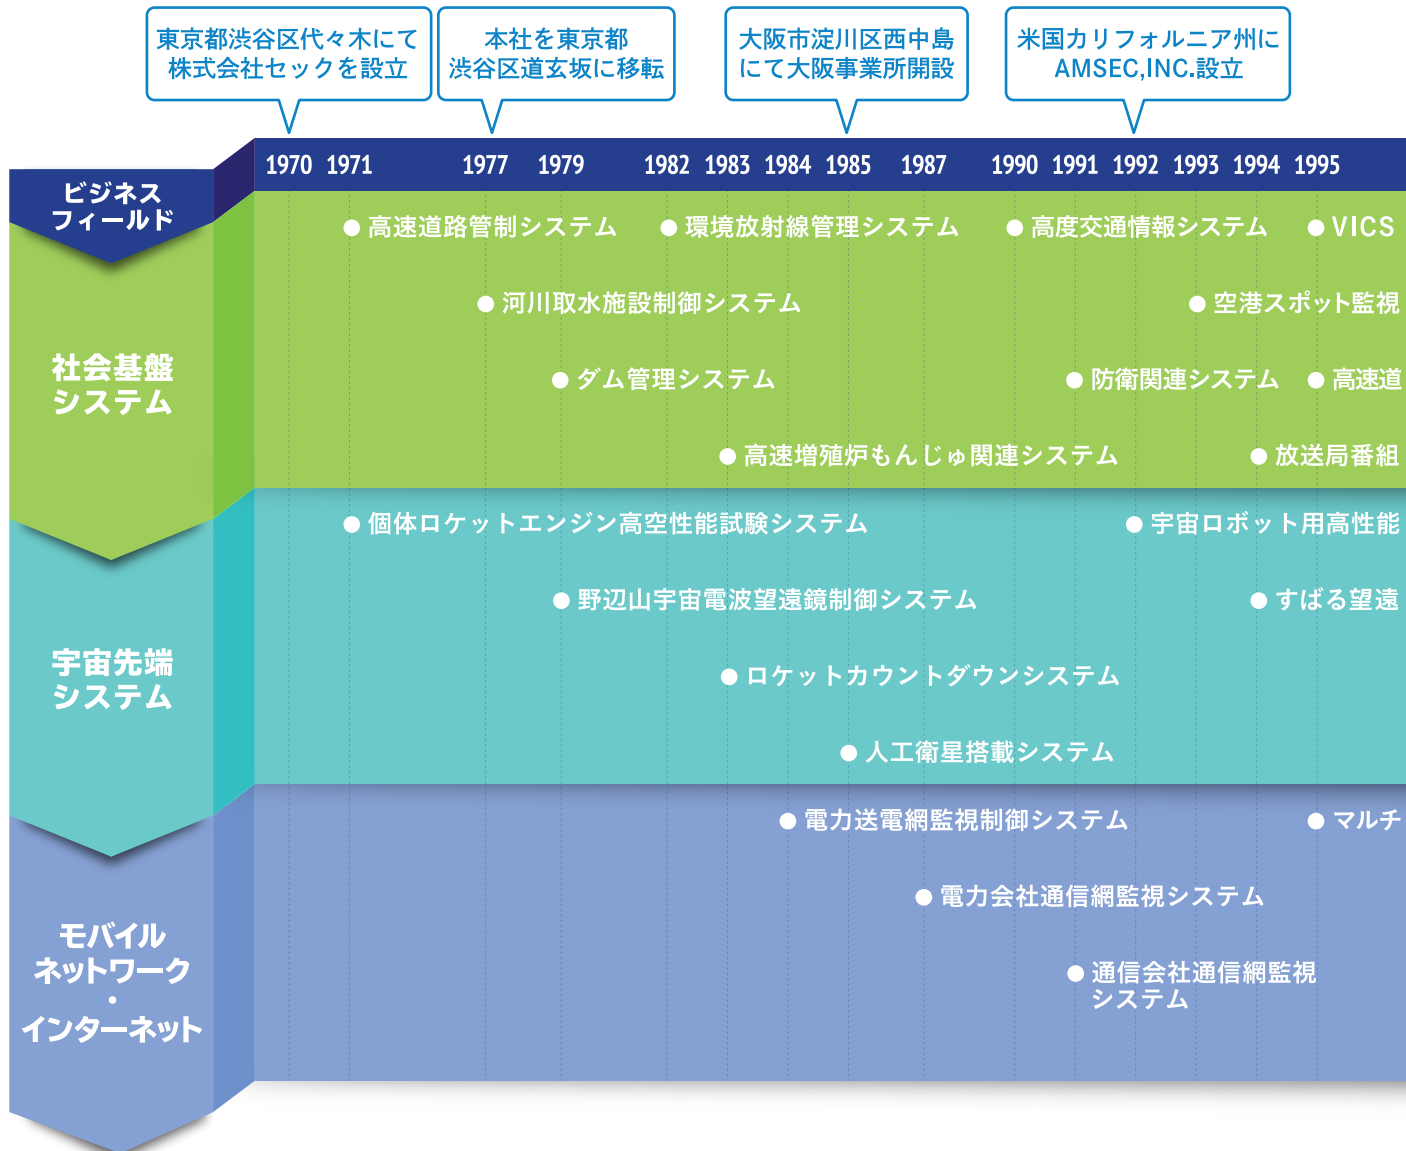 東京都渋谷区代々木にて
株式会社セックを設立
本社を東京都
渋谷区道玄坂に移転
大阪市淀川区西中島
にて大阪事業所開設
米国カリフォルニア州に
AMSEC,INC.設立
1970 1971 1977 1979 1982 1983 1984 1985 1987 1990 1991 1992 1993 1994 1995
ビジネス
フィールド
社会基盤
システム
高速道路管制システム
環境放射線管理システム
高度交通情報システム
VICS
河川取水施設制御システム
空港スポット監視
ダム管理システム
防衛関連システム
高速道
高速増殖炉もんじゅ関連システム
放送局番組
宇宙先端
システム
個体ロケットエンジン高空性能試験システム
宇宙ロボット用高性能
野辺山宇宙電波望遠鏡制御システム
すばる望遠
ロケットカウントダウンシステム
人工衛星搭載システム
モバイル
ネットワーク
・
インターネット
電力送電網監視制御システム
マルチ
電力会社通信網監視システム
通信会社通信網監視
システム